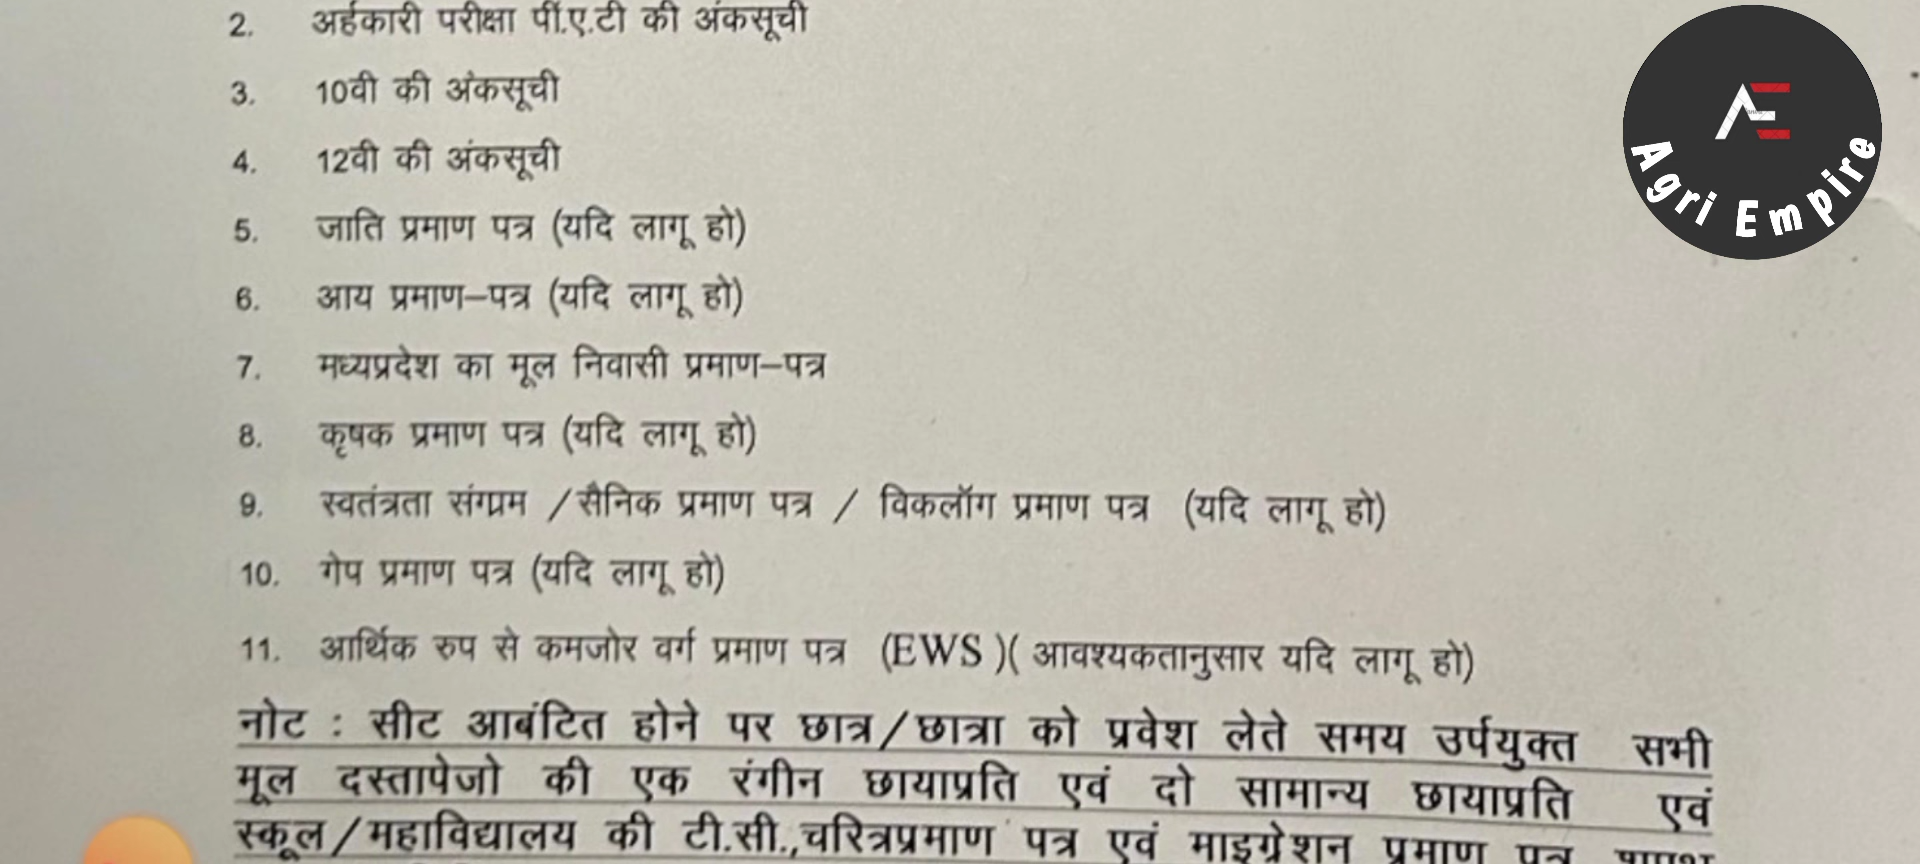 2. अर्हकारी परीक्षा पी.ए.टी की अंकसूची
3. 10वी की अंकसूची
4. 12वी की अंकसूची
5. जाति प्रमाण पत्र (यदि लागू हो)
6. आय प्रमाण–पत्र (यदि लागू हो)
7. मध्यप्रदेश का मूल निवासी प्रमाण–पत्र
8. कृषक प्रमाण पत्र (यदि लागू हो)
9. स्वतंत्रता संगप्रम /सैनिक प्रमाण पत्र / विकलॉग प्रमाण पत्र (यदि लागू हो)
10. गेप प्रमाण पत्र (यदि लागू हो)
11. आर्थिक रुप से कमजोर वर्ग प्रमाण पत्र (EWS )( आवश्यकतानुसार यदि लागू हो)
नोट : सीट आबंटित होने पर छात्र/छात्रा को प्रवेश लेते समय उर्पयुक्त सभी
मूल दस्तापेजो की एक रंगीन छायाप्रति एवं दो सामान्य छायाप्रति एवं
स्कूल/महाविद्यालय की टी.सी.,चरित्रप्रमाण पत्र एवं माइग्रेशन प्रमाण पत्र
AE
Agri Empire